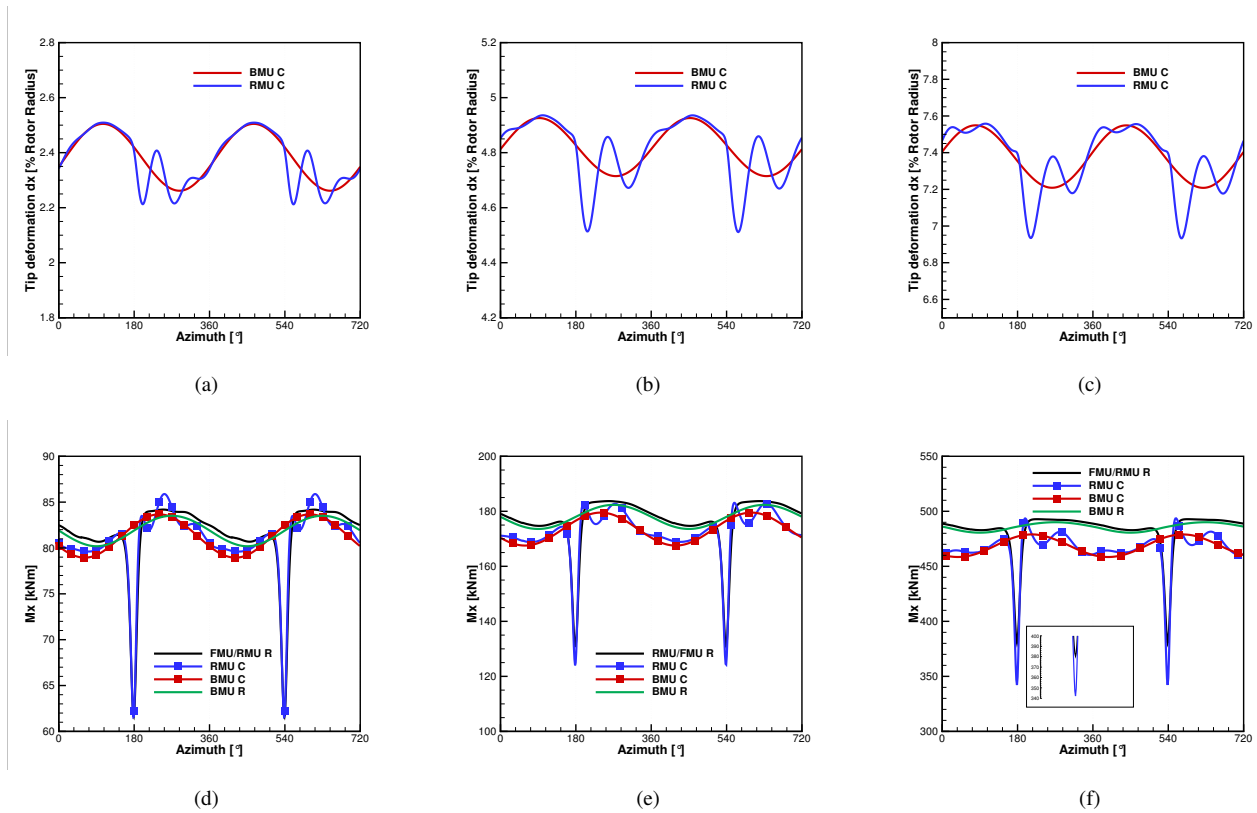 2.8
2.6
2.4
2.2
2
1.8
0 180 360 540 720
Tip deformation dx [% Rotor Radius]
Azimuth [°]
BMU C
RMU C
(a)
5.2
5
4.8
4.6
4.4
4.2
0 180 360 540 720
Tip deformation dx [% Rotor Radius]
Azimuth [°]
BMU C
RMU C
(b)
8
7.8
7.6
7.4
7.2
7
6.8
6.6
0 180 360 540 720
Tip deformation dx [% Rotor Radius]
Azimuth [°]
BMU C
RMU C
(c)
90
85
80
75
70
65
60
0 180 360 540 720
Mx [kNm]
Azimuth [°]
FMU/RMU R
RMU C
BMU C
BMU R
(d)
200
180
160
140
120
100
0 180 360 540 720
Mx [kNm]
Azimuth [°]
RMU/FMU R
RMU C
BMU C
BMU R
(e)
550
500
450
400
350
300
0 180 360 540 720
Mx [kNm]
Azimuth [°]
FMU/RMU R
RMU C
BMU C
BMU R
400
390
380
370
360
350
340
(f)